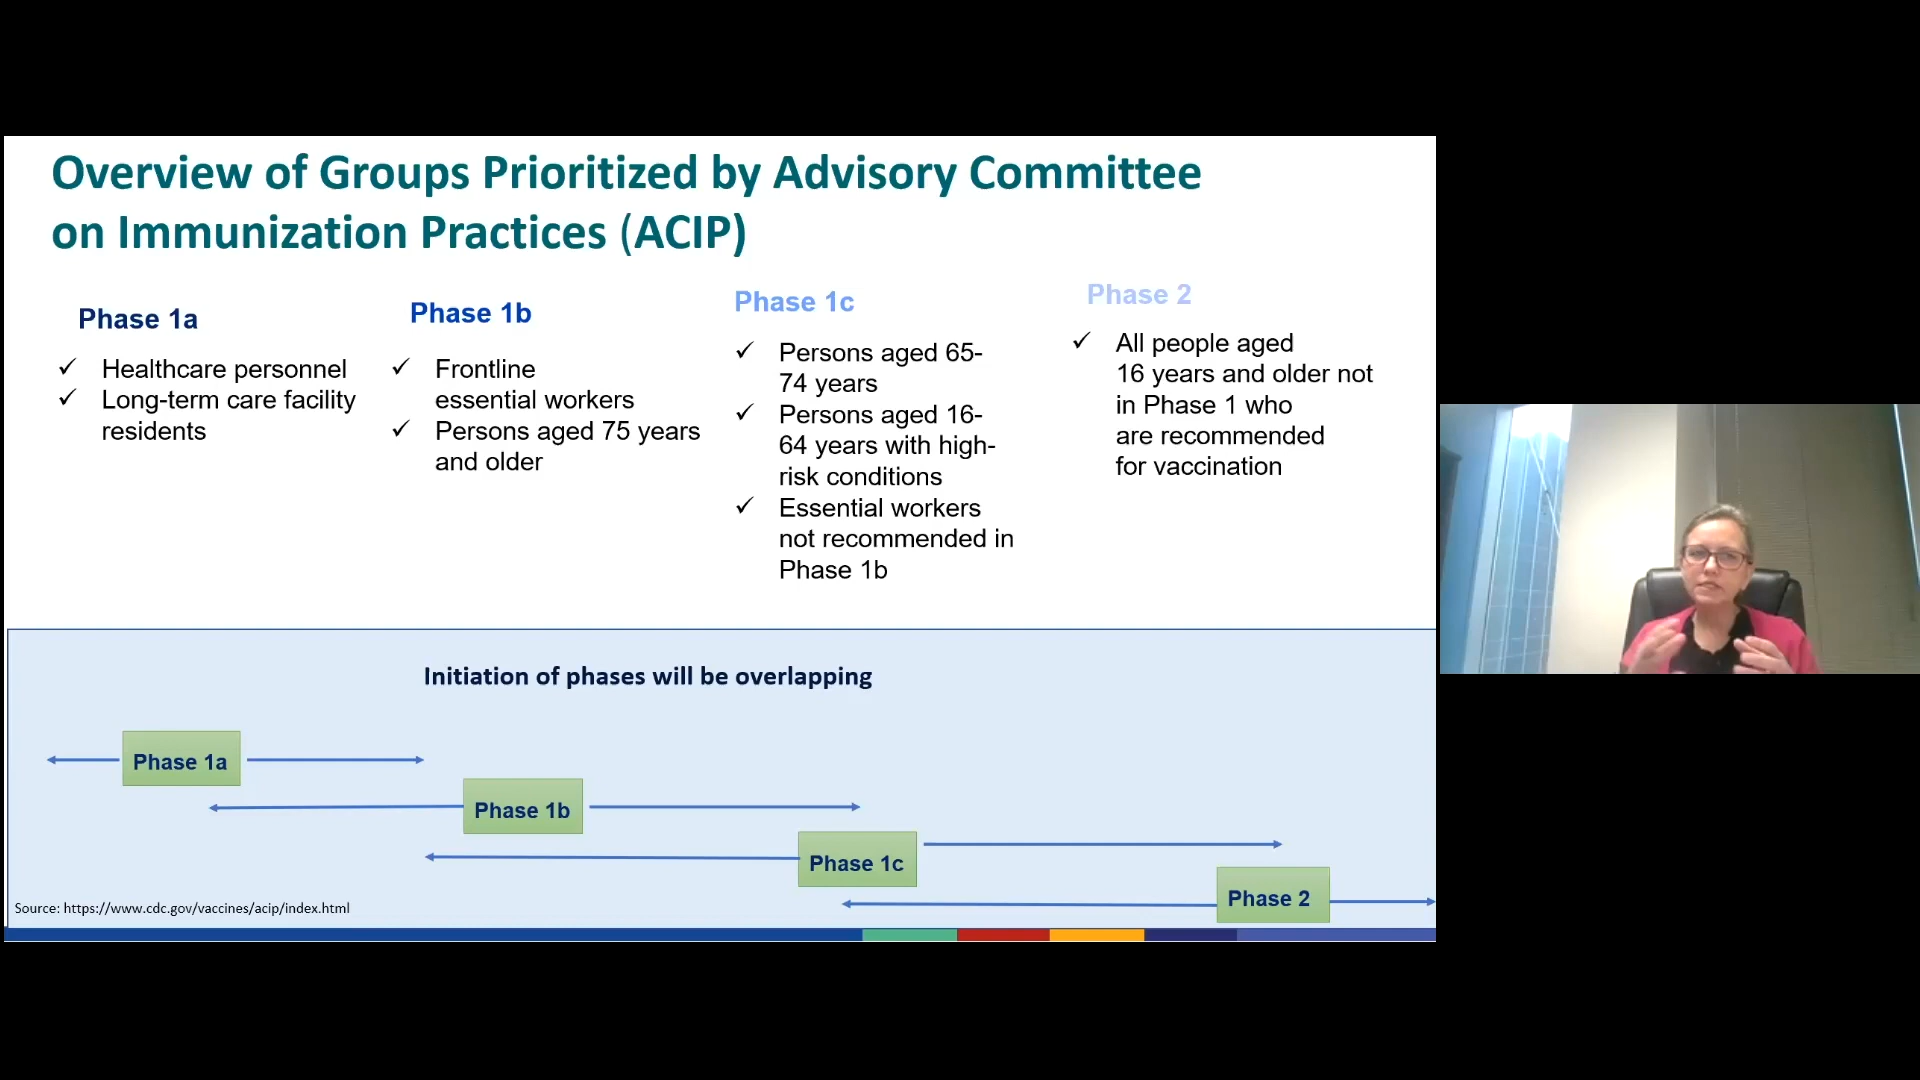 Overview of Groups Prioritized by Advisory Committee
on Immunization Practices (ACIP)
Phase 1a
✓ Healthcare personnel
✓ Long-term care facility
residents
Phase 1b
✓ Frontline
essential workers
✓ Persons aged 75 years
and older
Phase 1c
✓ Persons aged 65-
74 years
✓ Persons aged 16-
64 years with high-
risk conditions
✓ Essential workers
not recommended in
Phase 1b
Phase 2
✓ All people aged
16 years and older not
in Phase 1 who
are recommended
for vaccination
Initiation of phases will be overlapping
Phase 1a
Phase 1b
Phase 1c
Phase 2
Source: https://www.cdc.gov/vaccines/acip/index.html